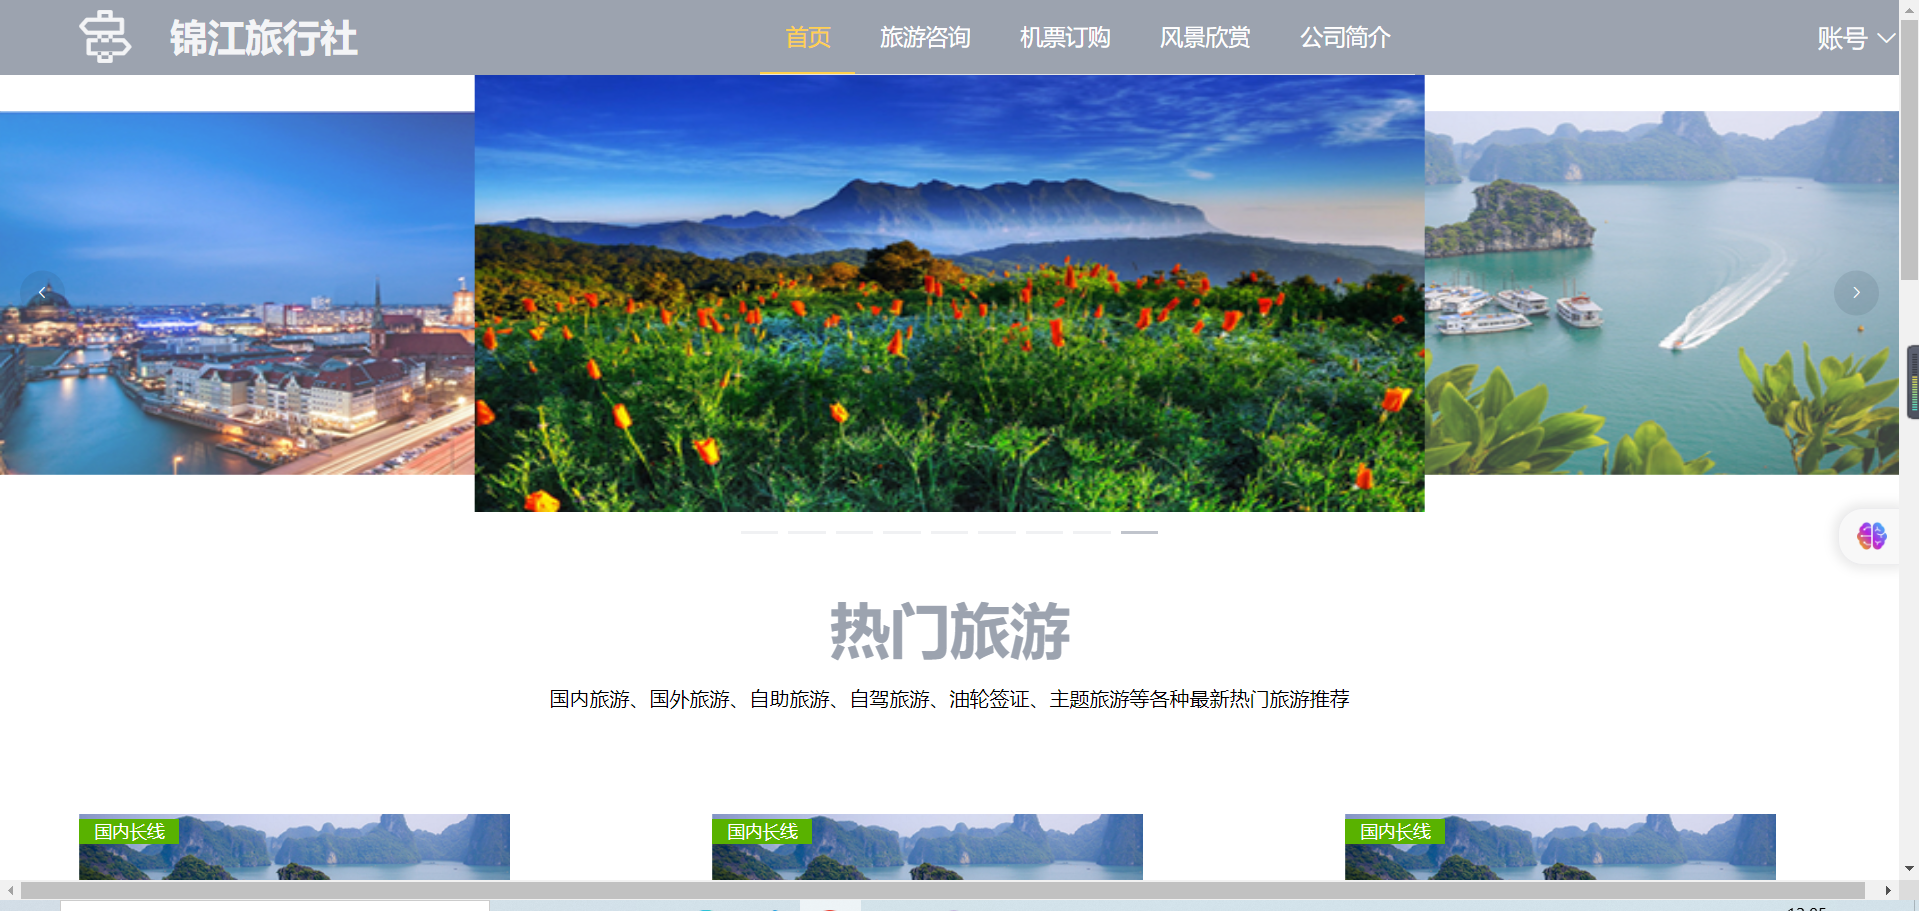 锦江旅行社
首页 旅游咨询 机票订购 风景欣赏 公司简介
账号
热门旅游
国内旅游、国外旅游、自助旅游、自驾旅游、油轮签证、主题旅游等各种最新热门旅游推荐
国内长线 国内长线 国内长线